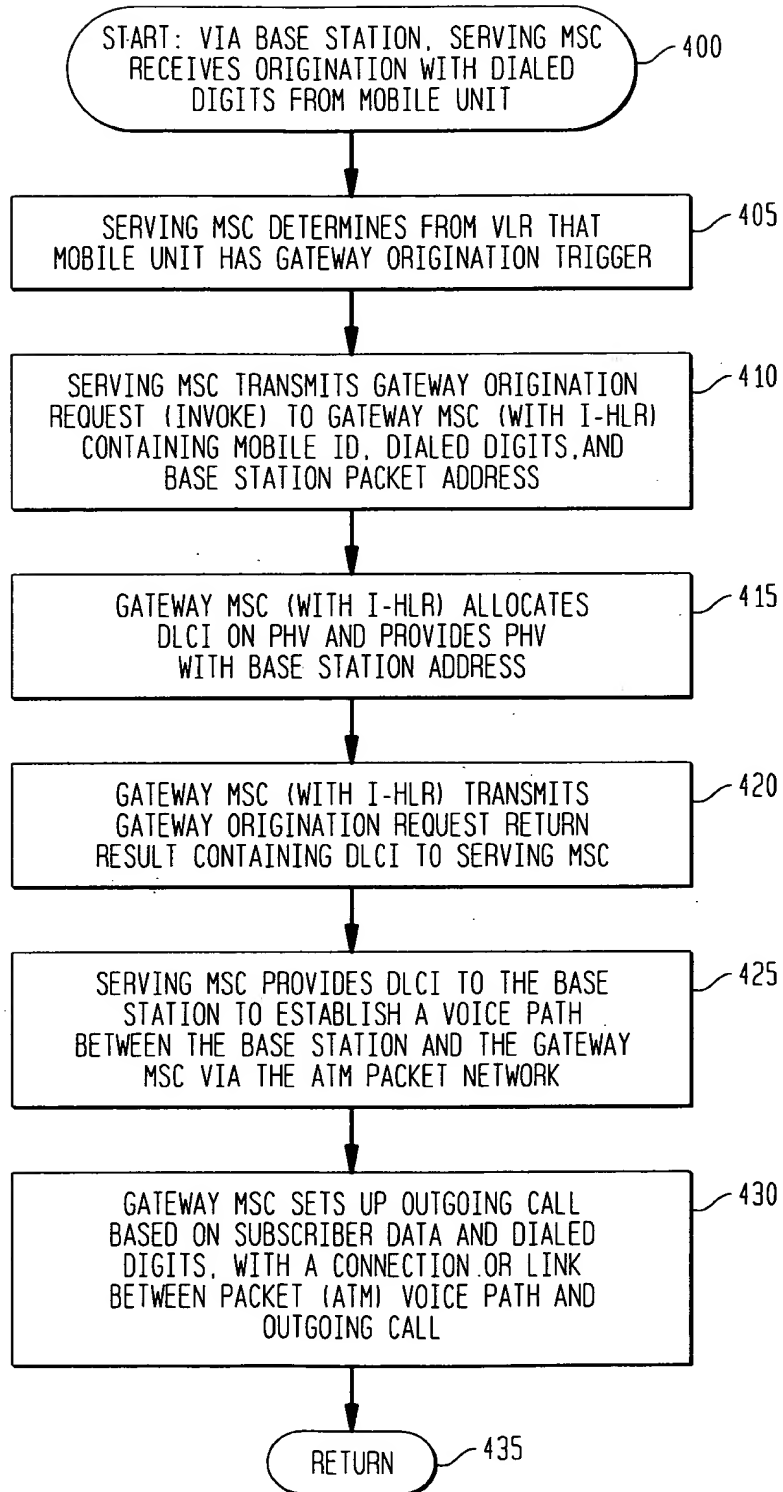 START: VIA BASE STATION, SERVING MSC
RECEIVES ORIGINATION WITH DIALED
DIGITS FROM MOBILE UNIT
400
SERVING MSC DETERMINES FROM VLR THAT
MOBILE UNIT HAS GATEWAY ORIGINATION TRIGGER
405
SERVING MSC TRANSMITS GATEWAY ORIGINATION
REQUEST (INVOKE) TO GATEWAY MSC (WITH I-HLR)
CONTAINING MOBILE ID, DIALED DIGITS,AND
BASE STATION PACKET ADDRESS
410
GATEWAY MSC (WITH I-HLR) ALLOCATES
DLCI ON PHV AND PROVIDES PHV
WITH BASE STATION ADDRESS
415
GATEWAY MSC (WITH I-HLR) TRANSMITS
GATEWAY ORIGINATION REQUEST RETURN
RESULT CONTAINING DLCI TO SERVING MSC
420
SERVING MSC PROVIDES DLCI TO THE BASE
STATION TO ESTABLISH A VOICE PATH
BETWEEN THE BASE STATION AND THE GATEWAY
MSC VIA THE ATM PACKET NETWORK
425
GATEWAY MSC SETS UP OUTGOING CALL
BASED ON SUBSCRIBER DATA AND DIALED
DIGITS, WITH A CONNECTION OR LINK
BETWEEN PACKET (ATM) VOICE PATH AND
OUTGOING CALL
430
RETURN
435